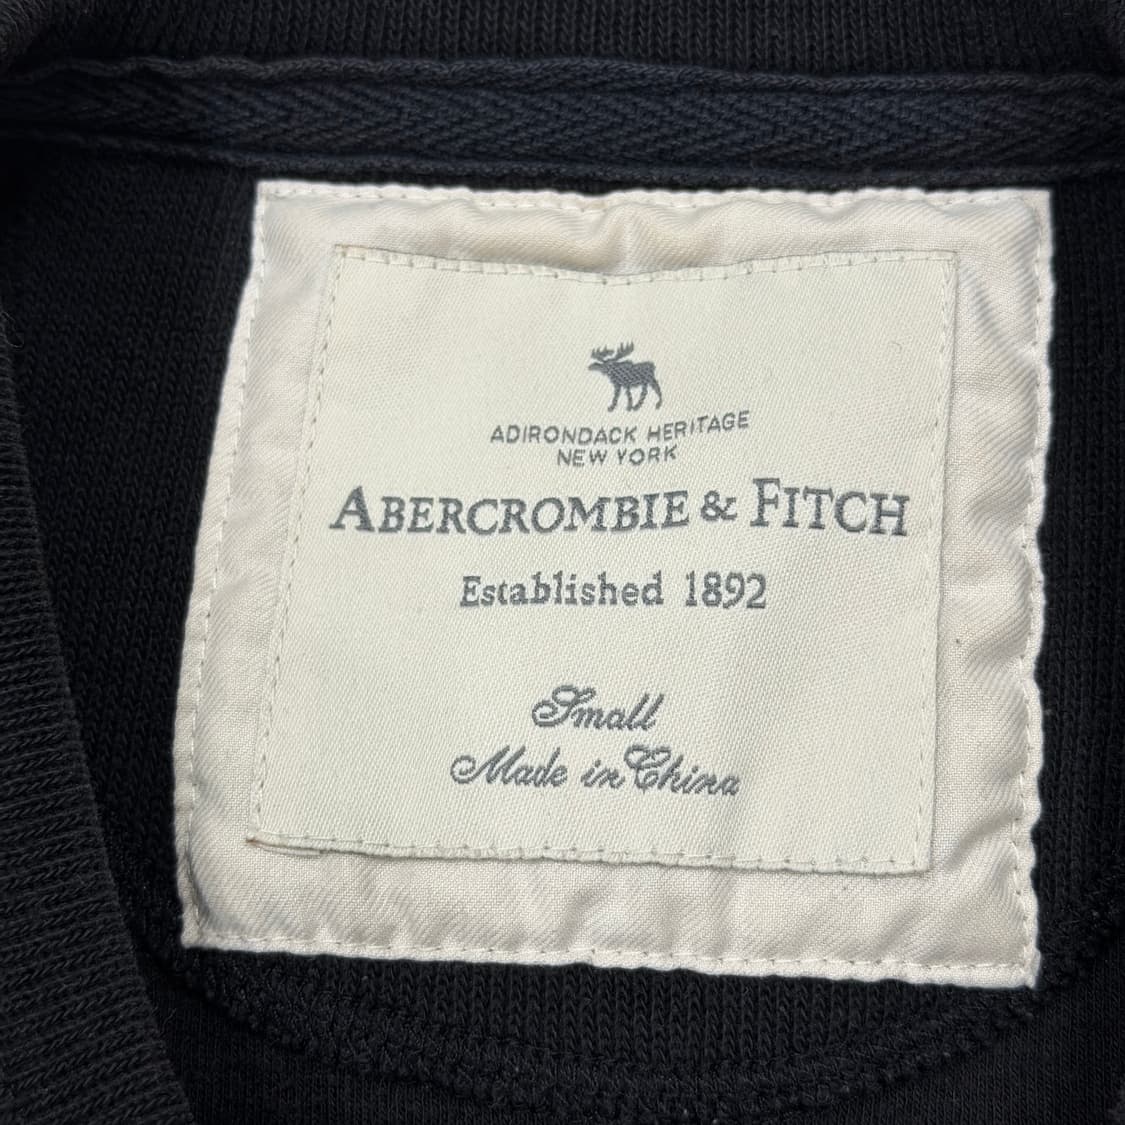 ADIRONDACK HERITAGE
NEW YORK
ABERCROMBIE & FITCH
Established 1892
Small
Made in China